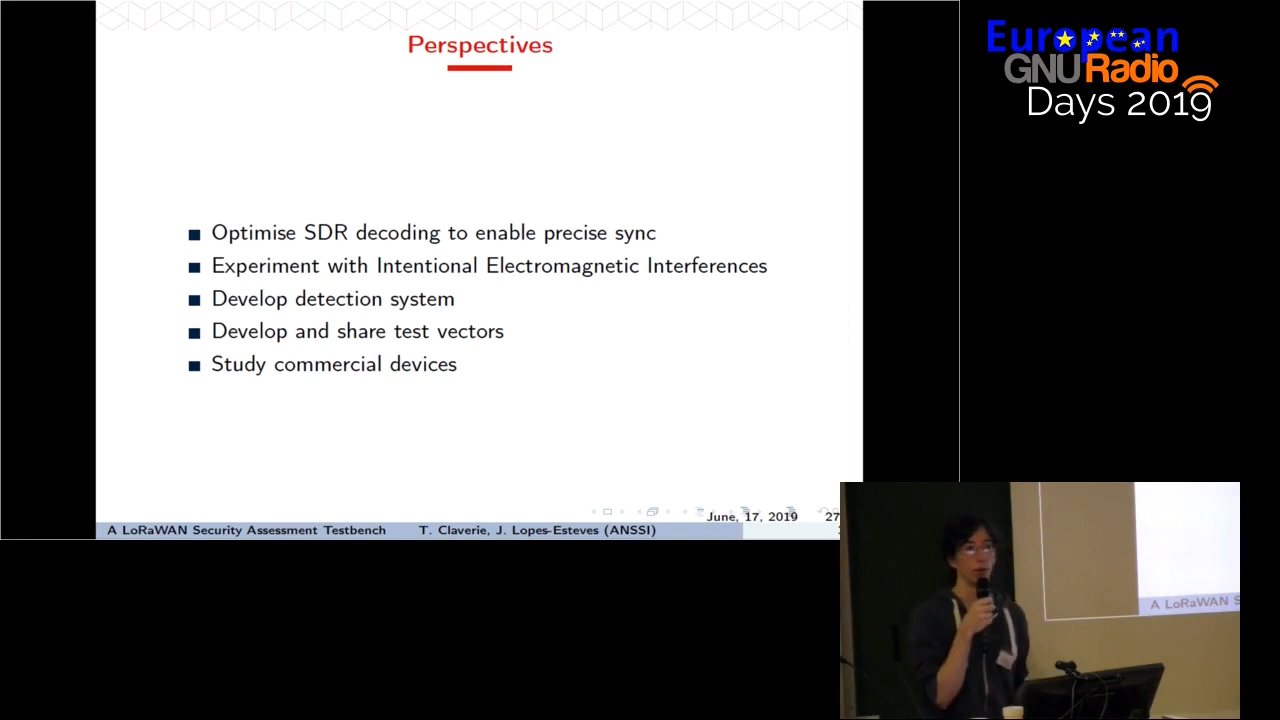 Perspectives
Optimise SDR decoding to enable precise sync
Experiment with Intentional Electromagnetic Interferences
Develop detection system
Develop and share test vectors
Study commercial devices
June, 17, 2019 27
A LoRaWAN Security Assessment Testbench T. Claverie, J. Lopes-Esteves (ANSSI)
European
GNURadio
Days 2019
A LoRaWAN S